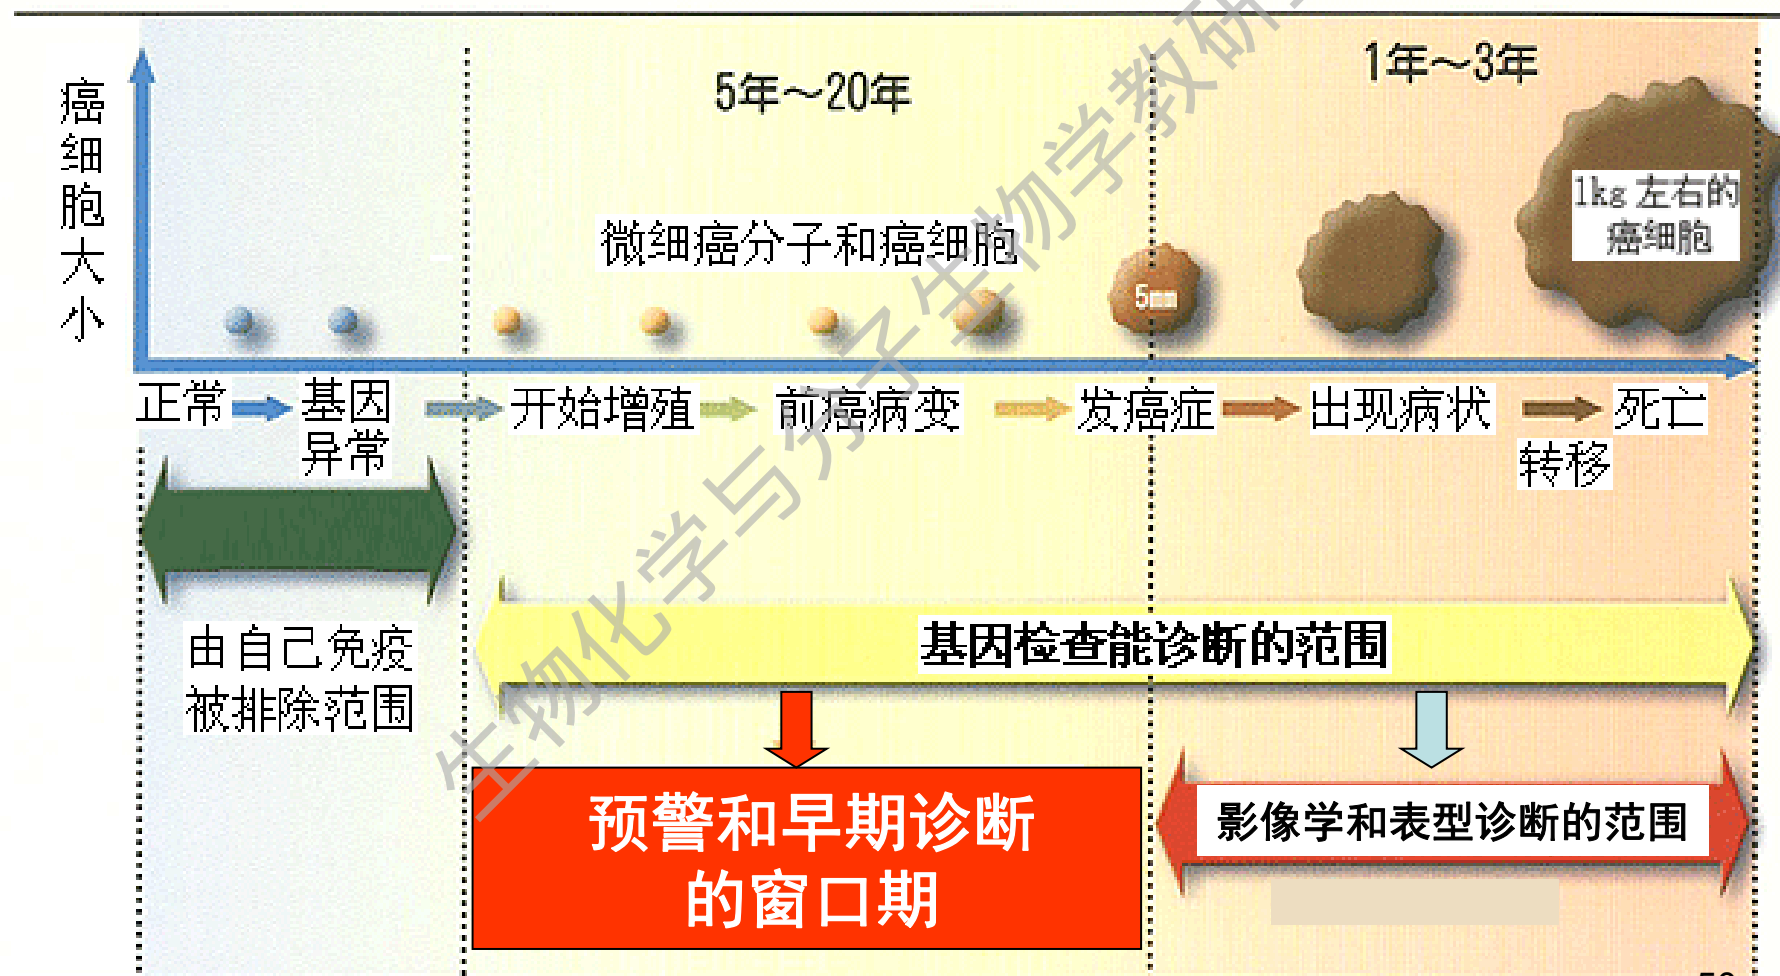 癌细胞大小
5年～20年
1年～3年
微细癌分子和癌细胞
1kg 左右的
癌细胞
5mm
正常
基因
异常
开始增殖
前癌病变
发癌症
出现病状
死亡
转移
由自己免疫
被排除范围
基因检查能诊断的范围
预警和早期诊断
的窗口期
影像学和表型诊断的范围
生物化学与分子生物学教研